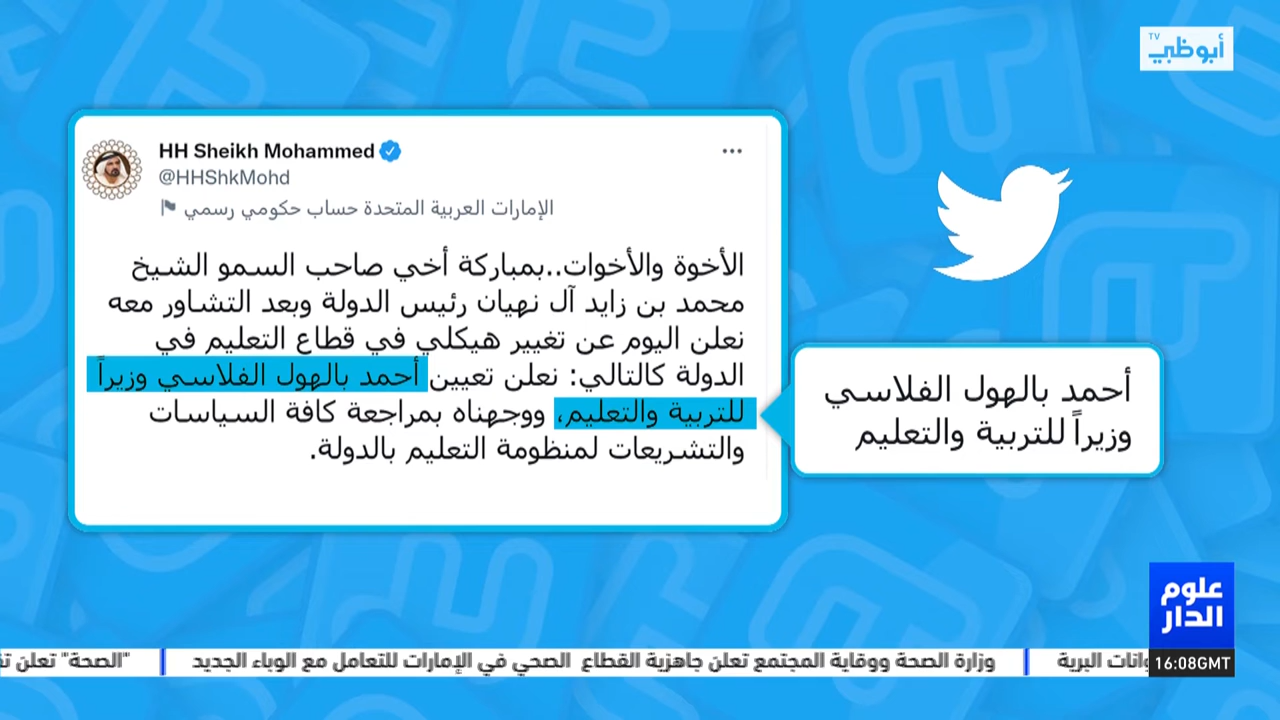 أبوظبي
TV
HH Sheikh Mohammed
@HHShkMohd
الإمارات العربية المتحدة حساب حكومي رسمي
الأخوة والأخوات..بمباركة أخي صاحب السمو الشيخ
محمد بن زايد آل نهيان رئيس الدولة وبعد التشاور معه
نعلن اليوم عن تغيير هيكلي في قطاع التعليم في
الدولة كالتالي: نعلن تعيين أحمد بالهول الفلاسي وزيراً
للتربية والتعليم، ووجهناه بمراجعة كافة السياسات
والتشريعات لمنظومة التعليم بالدولة.
أحمد بالهول الفلاسي
وزيراً للتربية والتعليم
علوم
الدار
البرية | وزارة الصحة ووقاية المجتمع تعلن جاهزية القطاع الصحي في الإمارات للتعامل مع الوباء الجديد | "الصحة" تعلن
16:08GMT